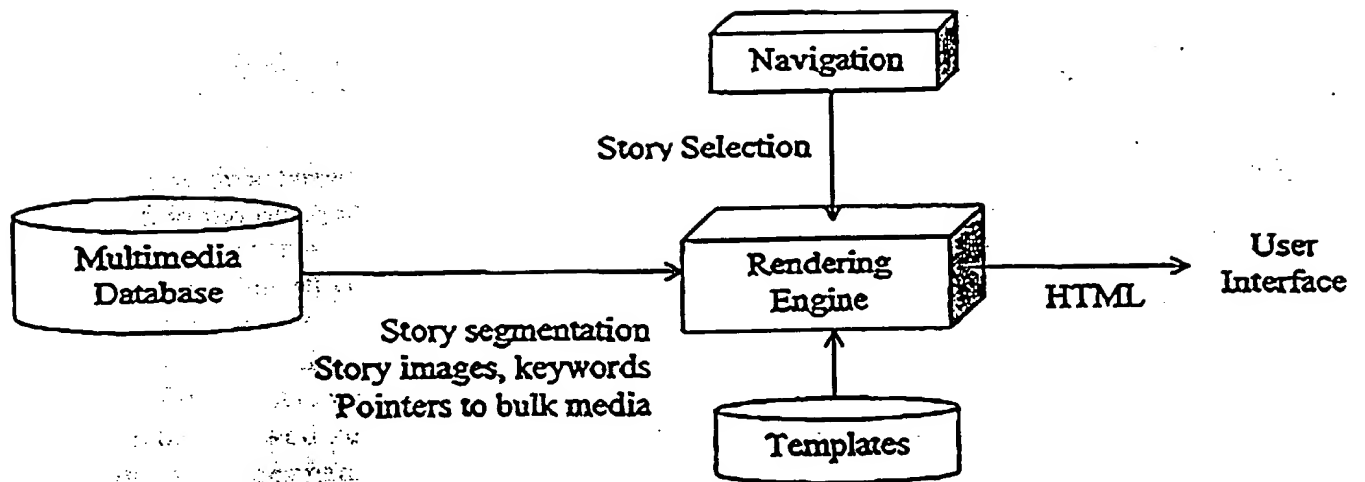 Navigation
Story Selection
Multimedia
Database
Rendering
Engine
HTML
User
Interface
Story segmentation
Story images, keywords
Pointers to bulk media
Templates